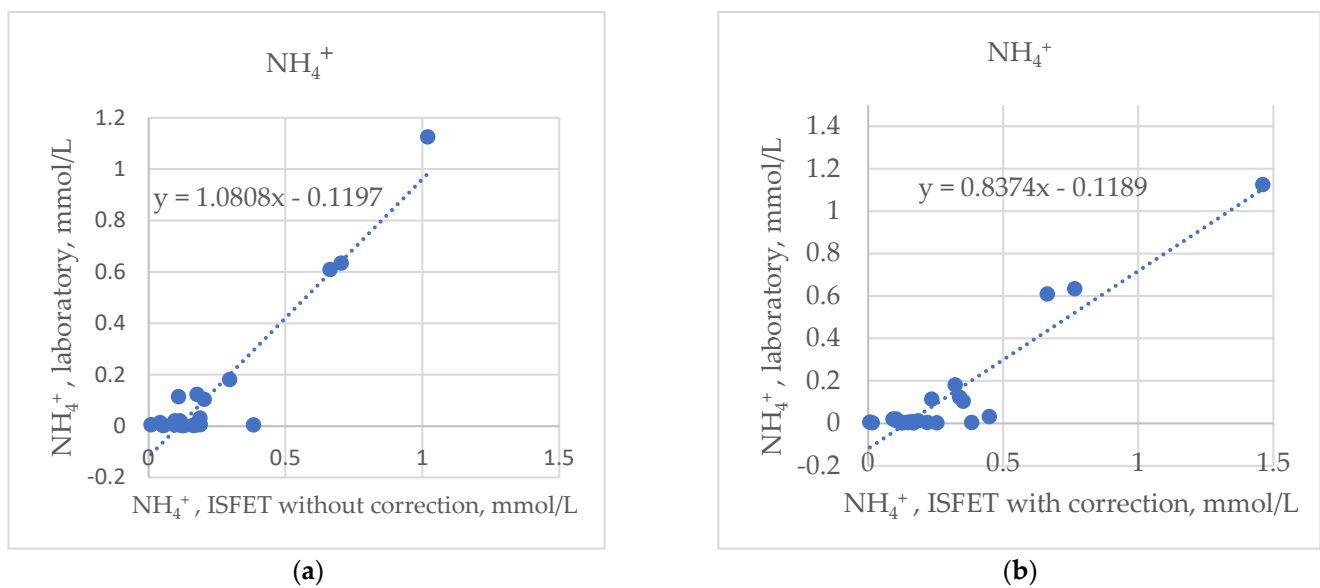 NH₄⁺
1.2
1
0.8
0.6
0.4
0.2
0
-0.2
0
0.5
1
1.5
y = 1.0808x - 0.1197
NH₄⁺ , laboratory, mmol/L
NH₄⁺ , ISFET without correction, mmol/L
(a)
NH₄⁺
1.4
1.2
1
0.8
0.6
0.4
0.2
0
-0.2
0
0.5
1
1.5
y = 0.8374x - 0.1189
NH₄⁺ , laboratory, mmol/L
NH₄⁺ , ISFET with correction, mmol/L
(b)